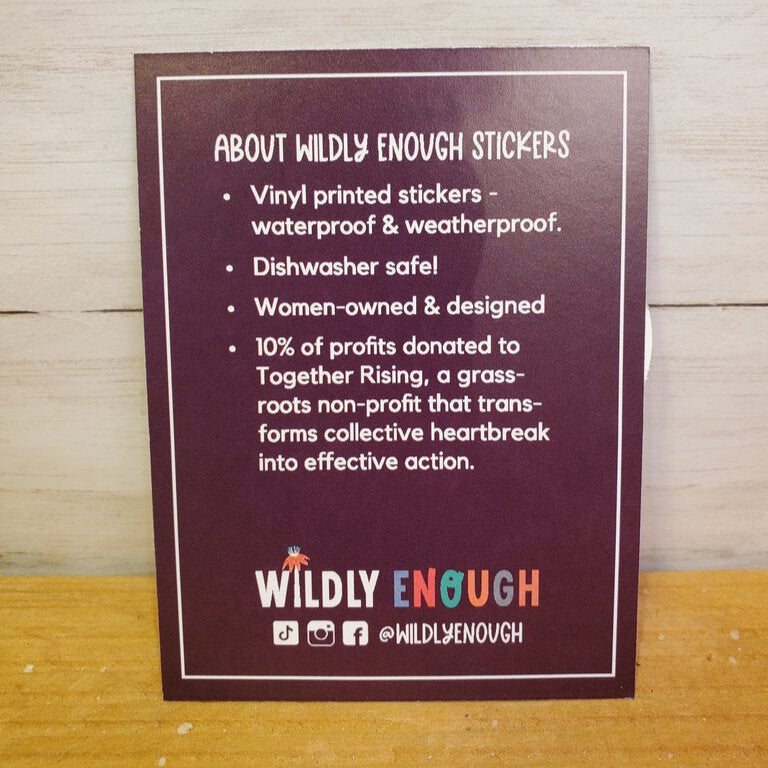 ABOUT WILDLY ENOUGH STICKERS
• Vinyl printed stickers -
waterproof & weatherproof.
• Dishwasher safe!
• Women-owned & designed
• 10% of profits donated to
Together Rising, a grass-
roots non-profit that trans-
forms collective heartbreak
into effective action.
WILDLY ENOUGH
@WILDLYENOUGH